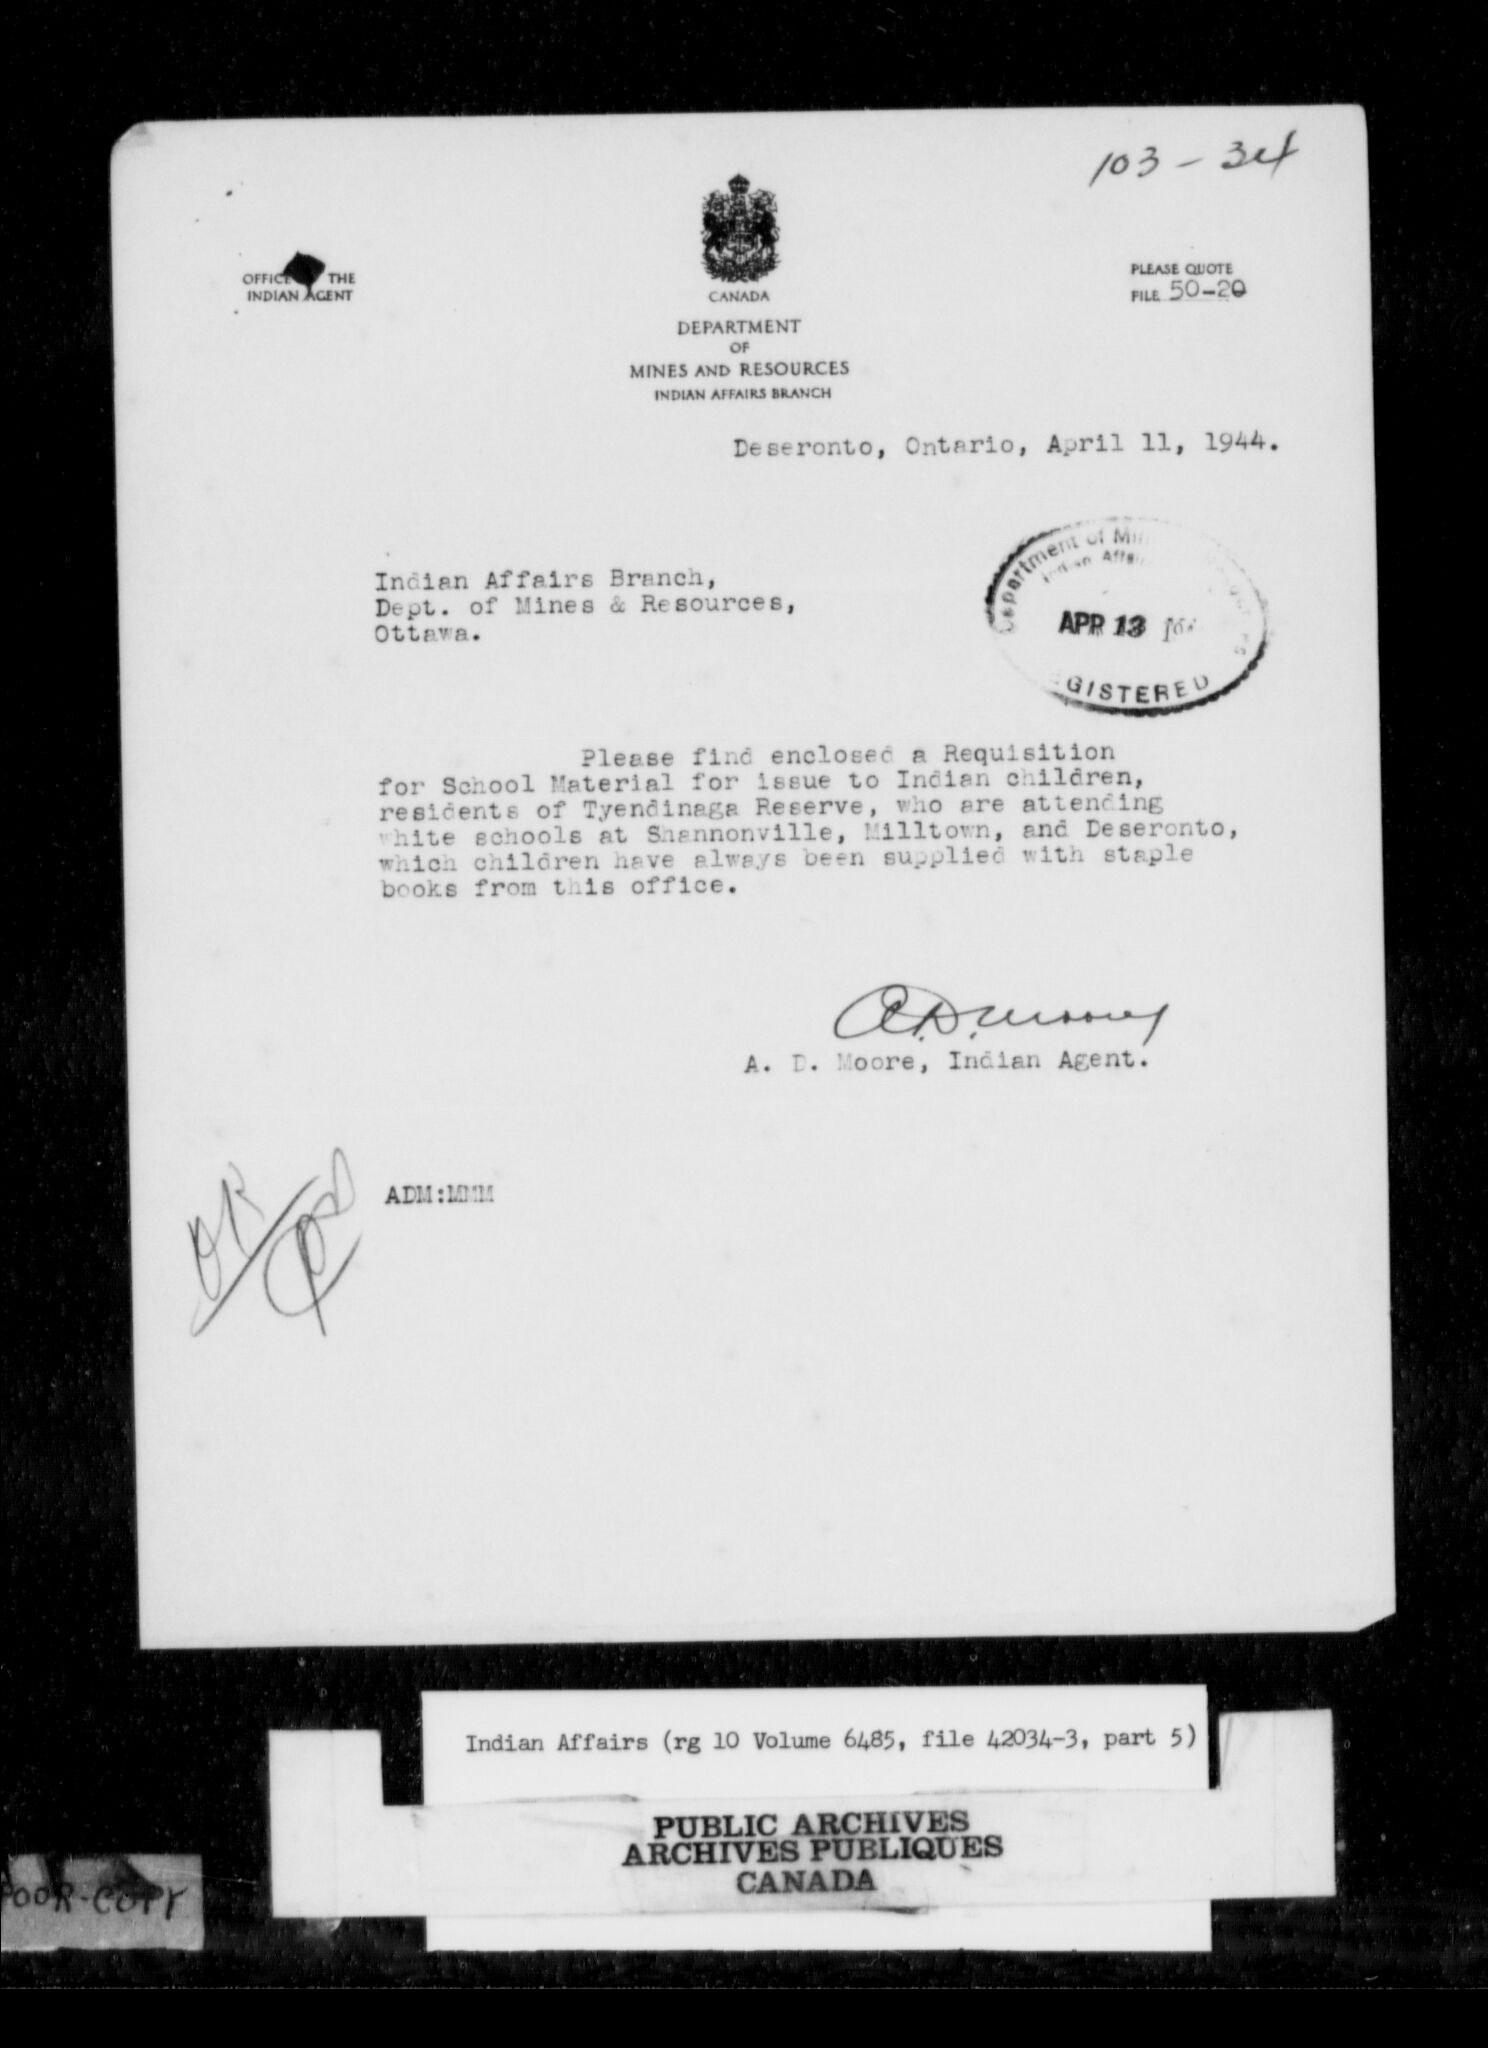 103-34
OFFICE THE
INDIAN AGENT
CANADA
DEPARTMENT
OF
MINES AND RESOURCES
INDIAN AFFAIRS BRANCH
PLEASE QUOTE
FILE 50-20
Deseronto, Ontario, April 11, 1944.
Indian Affairs Branch,
Dept. of Mines & Resources,
Ottawa.
Department of
Indian
APR 13
GISTERED
Please find enclosed a Requisition
for School Material for issue to Indian children,
residents of Tyendinaga Reserve, who are attending
white schools at Shannonville, Milltown, and Deseronto,
which children have always been supplied with staple
books from this office.
A. D. Moore
A. D. Moore, Indian Agent.
ADM:MMM
OK
Indian Affairs (rg 10 Volume 6485, file 42034-3, part 5)
PUBLIC ARCHIVES
ARCHIVES PUBLIQUES
CANADA
POOR-COPY